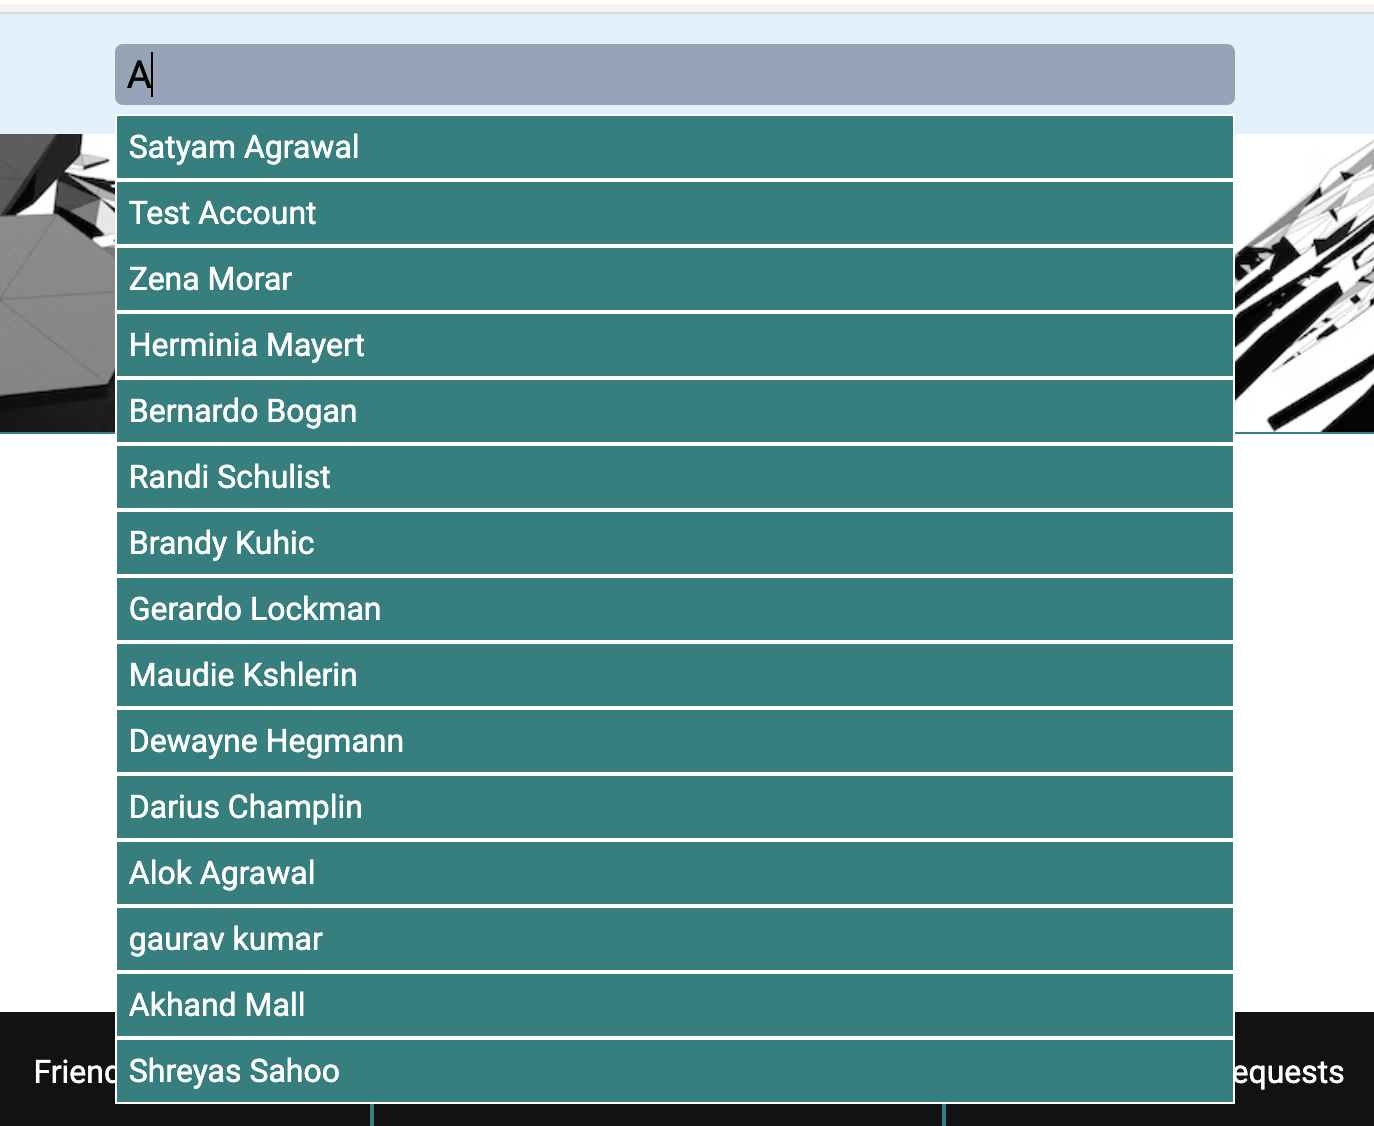 A
Satyam Agrawal
Test Account
Zena Morar
Herminia Mayert
Bernardo Bogan
Randi Schulist
Brandy Kuhic
Gerardo Lockman
Maudie Kshlerin
Dewayne Hegmann
Darius Champlin
Alok Agrawal
gaurav kumar
Akhand Mall
Shreyas Sahoo
Friend
equests